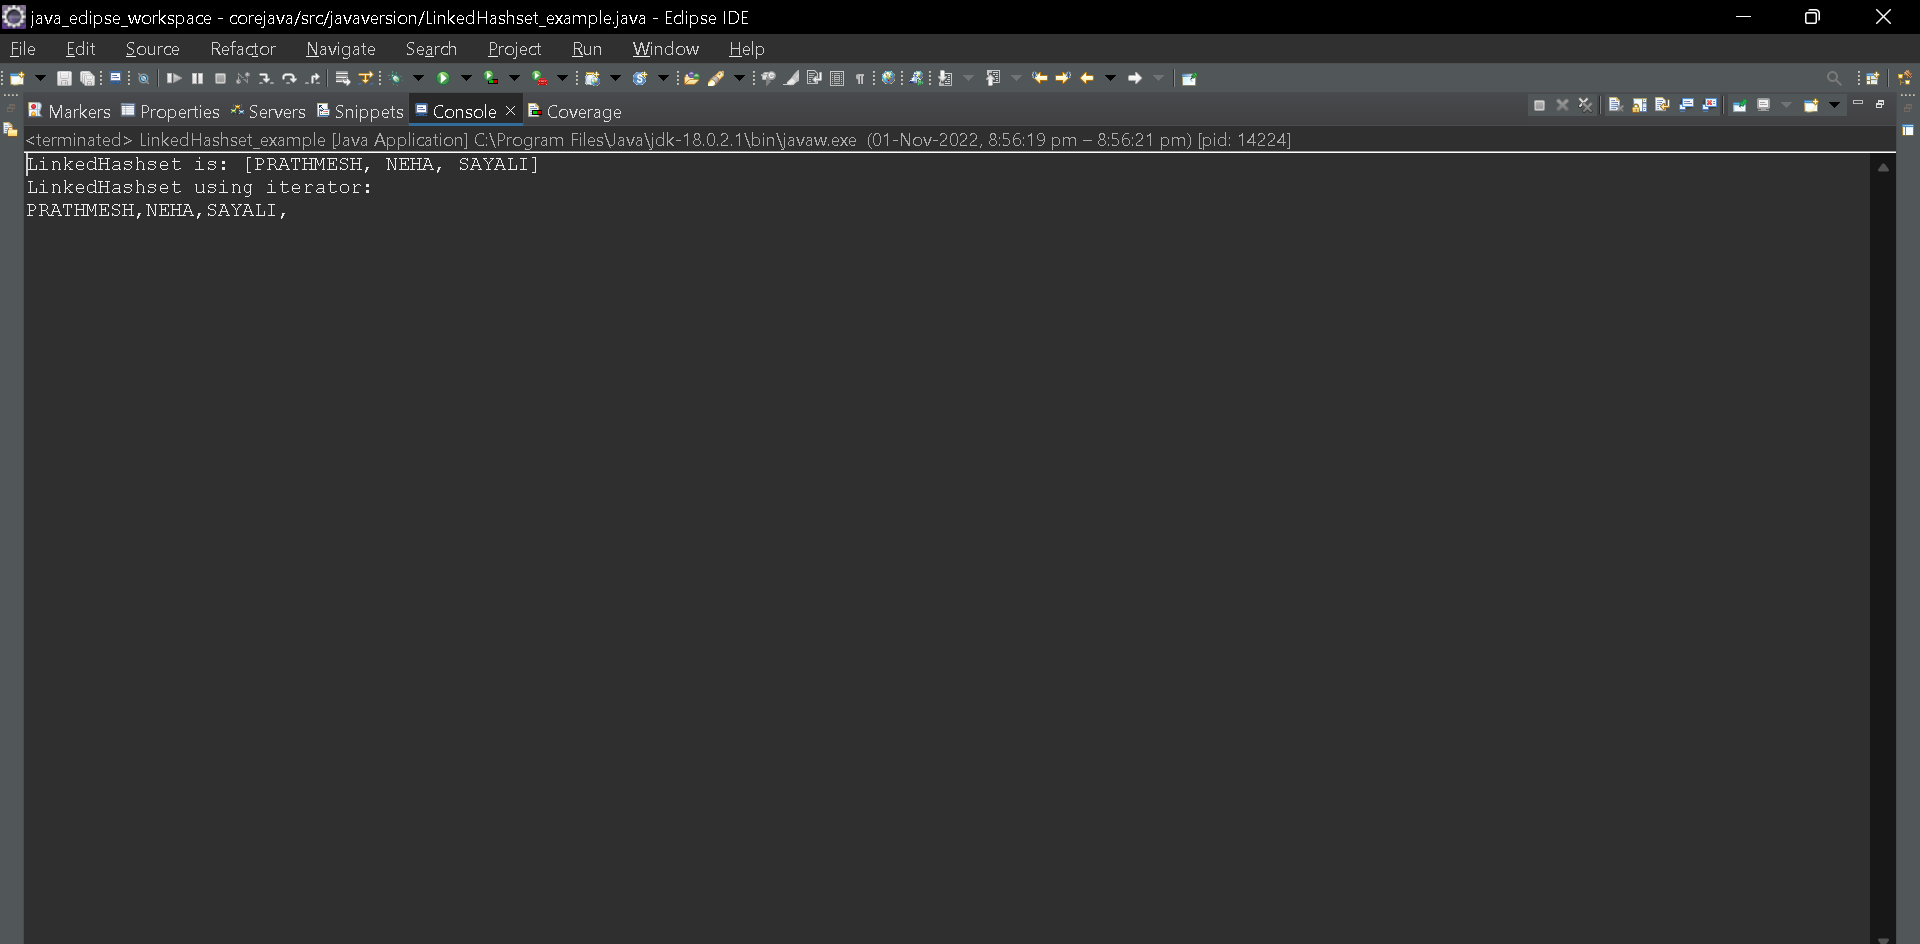 java_eclipse_workspace - corejava/src/javaversion/LinkedHashset_example.java - Eclipse IDE
File Edit Source Refactor Navigate Search Project Run Window Help
Markers Properties Servers Snippets Console Coverage
<terminated> LinkedHashset_example [Java Application] C:\Program Files\Java\jdk-18.0.2.1\bin\javaw.exe (01-Nov-2022, 8:56:19 pm – 8:56:21 pm) [pid: 14224]
LinkedHashset is: [PRATHMESH, NEHA, SAYALI]
LinkedHashset using iterator:
PRATHMESH,NEHA,SAYALI,